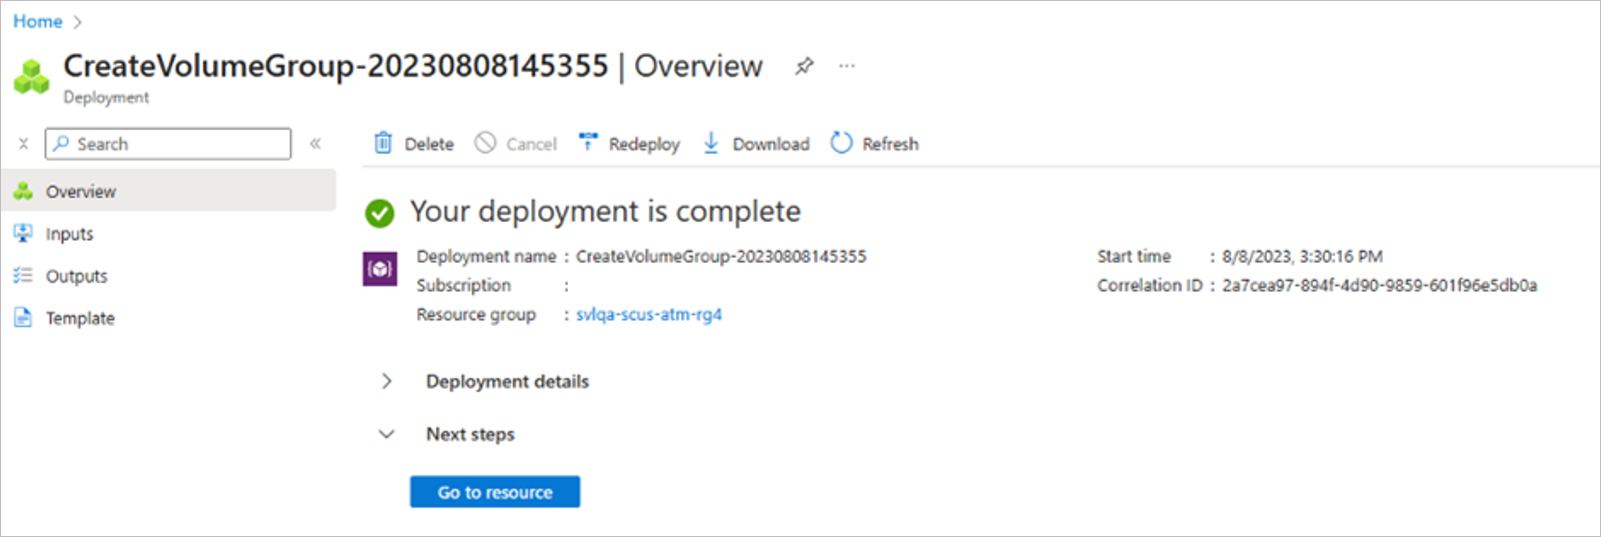 Home >
CreateVolumeGroup-20230808145355 | Overview ...
Deployment
Search «
Delete Cancel Redeploy Download Refresh
Overview
Inputs
Outputs
Template
Your deployment is complete
Deployment name : CreateVolumeGroup-20230808145355
Subscription :
Resource group : svlqa-scus-atm-rg4
Start time : 8/8/2023, 3:30:16 PM
Correlation ID : 2a7cea97-894f-4d90-9859-601f96e5db0a
Deployment details
Next steps
Go to resource